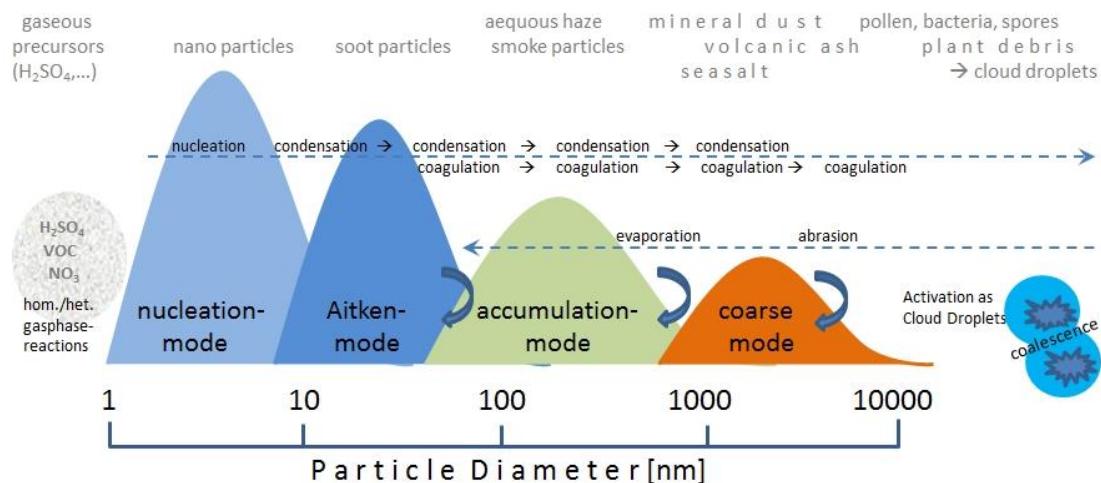 gaseous
precursors
(H₂SO₄,...)
nano particles
soot particles
aequous haze
smoke particles
mineral dust
volcanic ash
seasalt
pollen, bacteria, spores
plant debris
→ cloud droplets
nucleation condensation → condensation → condensation → condensation
coagulation → coagulation → coagulation → coagulation
evaporation abrasion
H₂SO₄
VOC
NO₃
hom./het.
gasphase-
reactions
nucleation-
mode
Aitken-
mode
accumulation-
mode
coarse
mode
Activation as
Cloud Droplets
coalescence
1 10 100 1000 10000
Particle Diameter[nm]